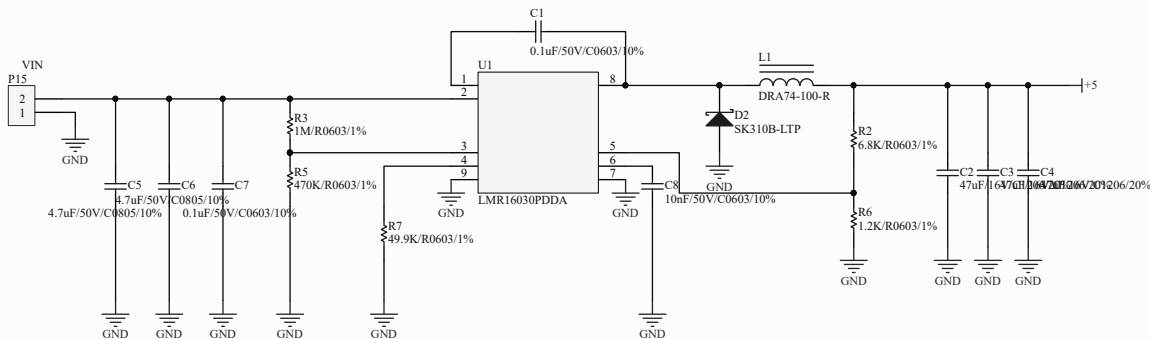 C1
0.1uF/50V/C0603/10%
VIN
P15
2
1
GND
U1
1
2
3
4
9
8
5
6
7
LMR16030PDDA
L1
DRA74-100-R
+5
D2
SK310B-LTP
GND
R3
1M/R0603/1%
R5
470K/R0603/1%
R2
6.8K/R0603/1%
R6
1.2K/R0603/1%
C5
4.7uF/50V/C0805/10%
C6
4.7uF/50V/C0805/10%
C7
0.1uF/50V/C0603/10%
R7
49.9K/R0603/1%
GND
GND
C8
10nF/50V/C0603/10%
C2
C3
C4
GND
GND
GND
GND
GND
GND
GND
GND
GND
GND